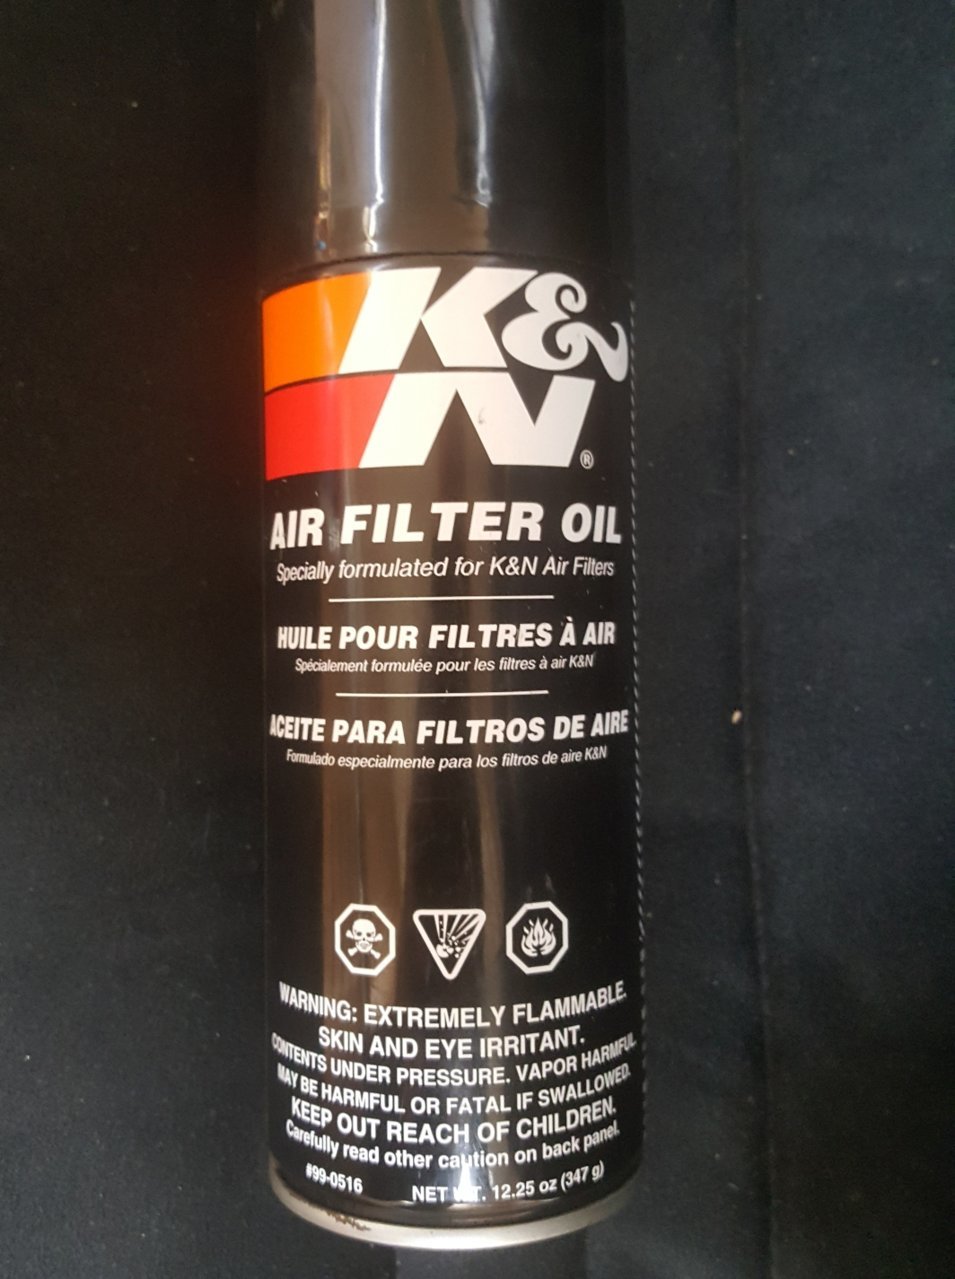 K&N®
AIR FILTER OIL
Specially formulated for K&N Air Filters
HUILE POUR FILTRES À AIR
Spécialement formulée pour les filtres à air K&N
ACEITE PARA FILTROS DE AIRE
Formulado especialmente para los filtros de aire K&N
WARNING: EXTREMELY FLAMMABLE.
SKIN AND EYE IRRITANT.
CONTENTS UNDER PRESSURE. VAPOR HARMFUL.
MAY BE HARMFUL OR FATAL IF SWALLOWED.
KEEP OUT REACH OF CHILDREN.
Carefully read other caution on back panel.
#99-0516 NET WT. 12.25 oz (347 g)